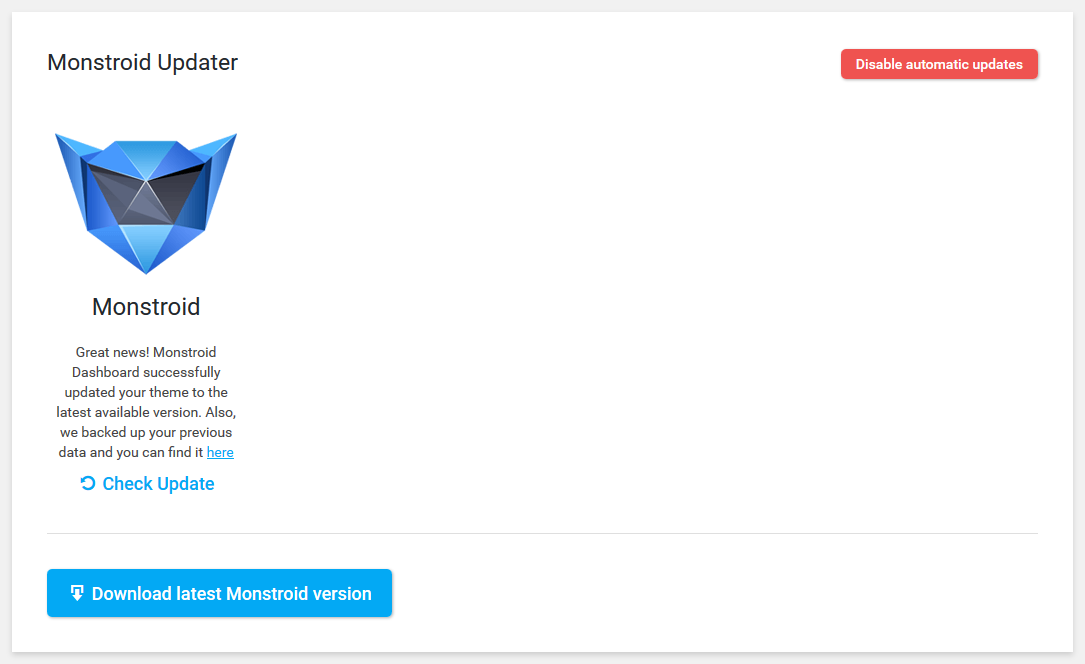 Monstroid Updater
Disable automatic updates
Monstroid
Great news! Monstroid
Dashboard successfully
updated your theme to the
latest available version. Also,
we backed up your previous
data and you can find it here
Check Update
Download latest Monstroid version